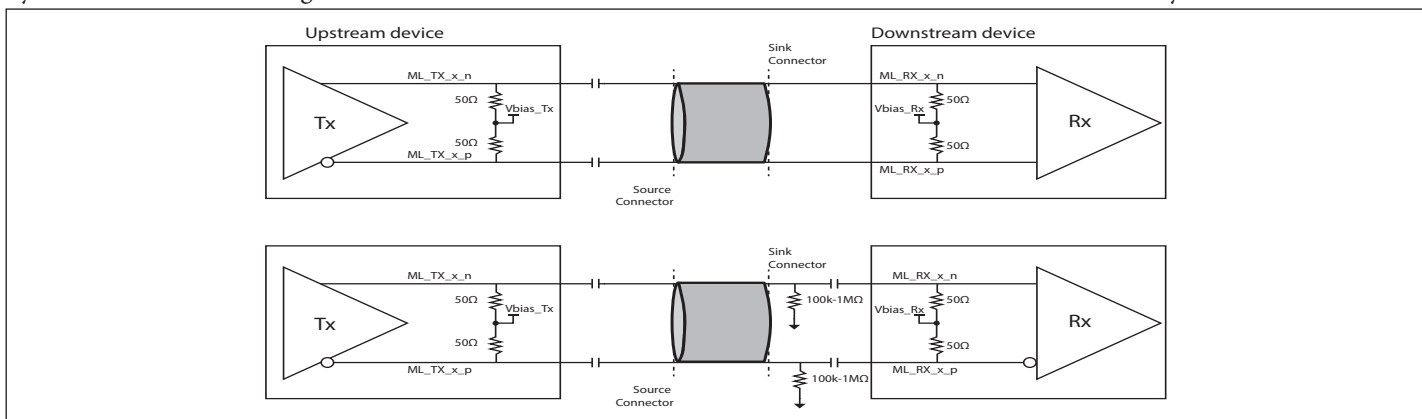 Upstream device
Downstream device
Sink
Connector
ML_TX_x_n
ML_RX_x_n
50Ω
50Ω
Vbias_Tx
Vbias_Rx
Tx
Rx
50Ω
50Ω
ML_TX_x_p
ML_RX_x_p
Source
Connector
Sink
Connector
ML_TX_x_n
ML_RX_x_n
50Ω
100k-1MΩ
50Ω
Vbias_Tx
Vbias_Rx
Tx
Rx
50Ω
50Ω
ML_TX_x_p
100k-1MΩ
ML_RX_x_p
Source
Connector